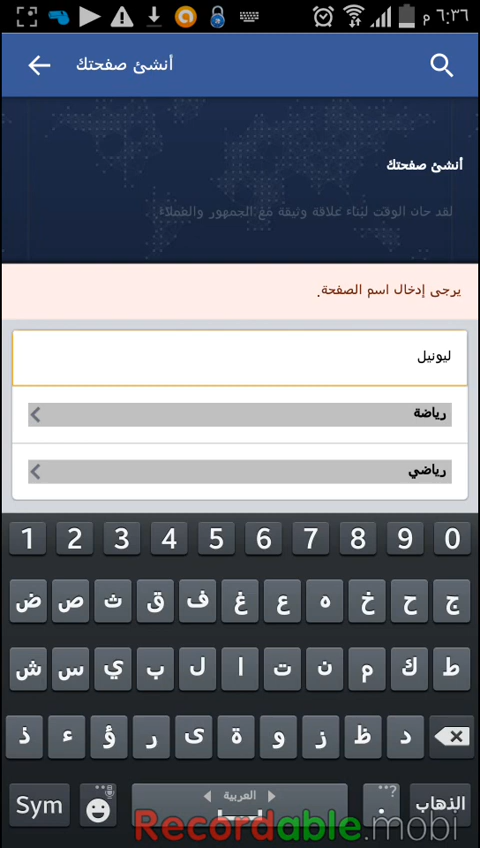 ٦:٣٦ م
أنشئ صفحتك
أنشئ صفحتك
لقد حان الوقت لبناء علاقة وثيقة مع الجمهور والعملاء.
يرجى إدخال اسم الصفحة.
ليونيل
رياضة
رياضي
1 2 3 4 5 6 7 8 9 0
ض ص ث ق ف غ ع ه خ ح ج
ش س ي ب ل ا ت ن م ك ط
ذ ء ؤ ر ى ة و ز ظ د
Sym العربية . ? الذهاب
Recordable.mobi